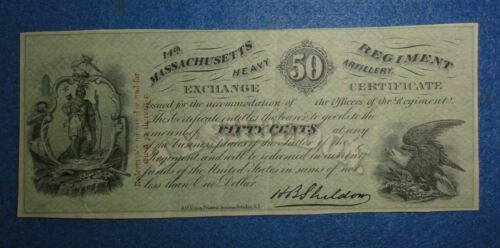 14th MASSACHUSETTS HEAVY 50 REGIMENT ARTILLERY.
EXCHANGE CERTIFICATE
Issued for the accommodation of the Officers of the Regiment.
This Certificate entitles the bearer to goods to the
amount of FIFTY CENTS at any
of the business places of the Sutler of the
Regiment and will be redeemed in current
funds of the United States in sums of not
less than One Dollar.
H B Sheldon